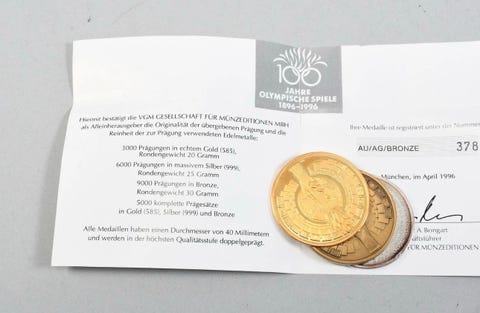 100
JAHRE
OLYMPISCHE SPIELE
1896-1996
Hiermit bestätigt die VGM GESELLSCHAFT FÜR MÜNZEDITIONEN MBH
als Alleinherausgeber die Originalität der übergebenen Prägung und die
Reinheit der zur Prägung verwendeten Edelmetalle:
3000 Prägungen in echtem Gold (585),
Rondengewicht 20 Gramm
6000 Prägungen in massivem Silber (999),
Rondengewicht 25 Gramm
9000 Prägungen in Bronze,
Rondengewicht 30 Gramm
5000 komplette Prägesätze
in Gold (585), Silber (999) und Bronze
Alle Medaillen haben einen Durchmesser von 40 Millimetern
und werden in der höchsten Qualitätsstufe doppelgeprägt.
Ihre Medaille ist registriert unter der Nummer
AU/AG/BRONZE 378
München, im April 1996
A. Bongart
FÜR MÜNZEDITIONEN